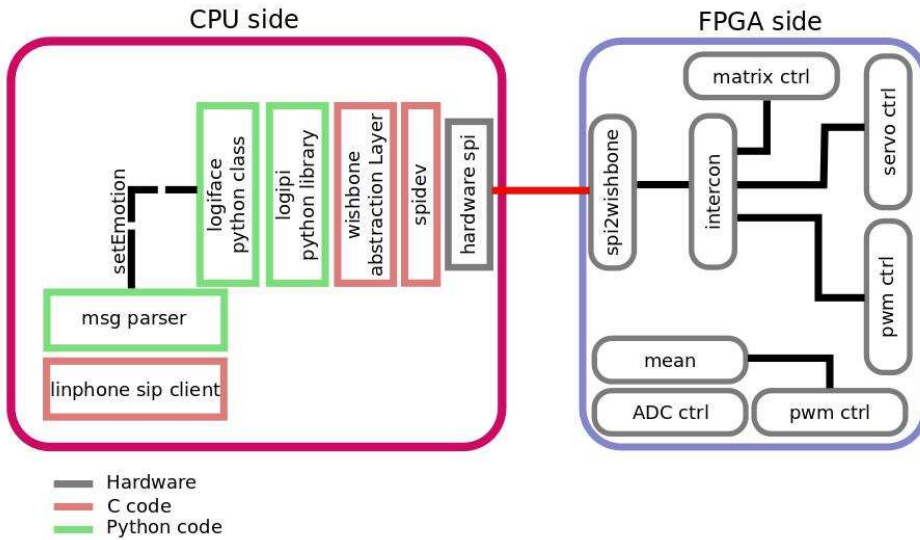 CPU side
FPGA side
matrix ctrl
servo ctrl
logiface
python class
logipi
python library
wishbone
abstraction Layer
spidev
hardware spi
spi2wishbone
intercon
setEmotion
msg parser
pwm ctrl
linphone sip client
mean
ADC ctrl
pwm ctrl
Hardware
C code
Python code